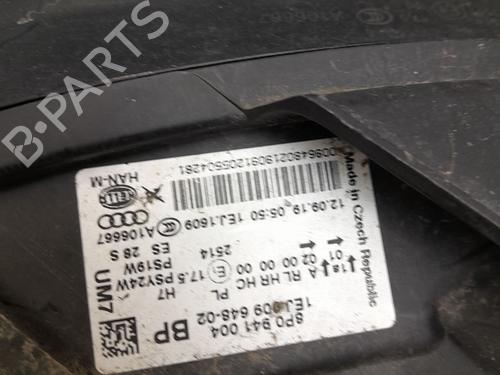 8P0 941 004
BP
1EJ 009 648-02
H7
17.5 PSY24W
UM7
PS19W
ES 28 S
A106667
2514
E1
A RL HR HC PL
02 00 00 00
01
12.09.19 05:50 1EJ.1609
Made in Czech Republic
HELLA
HAN-M
A106667
B-PARTS